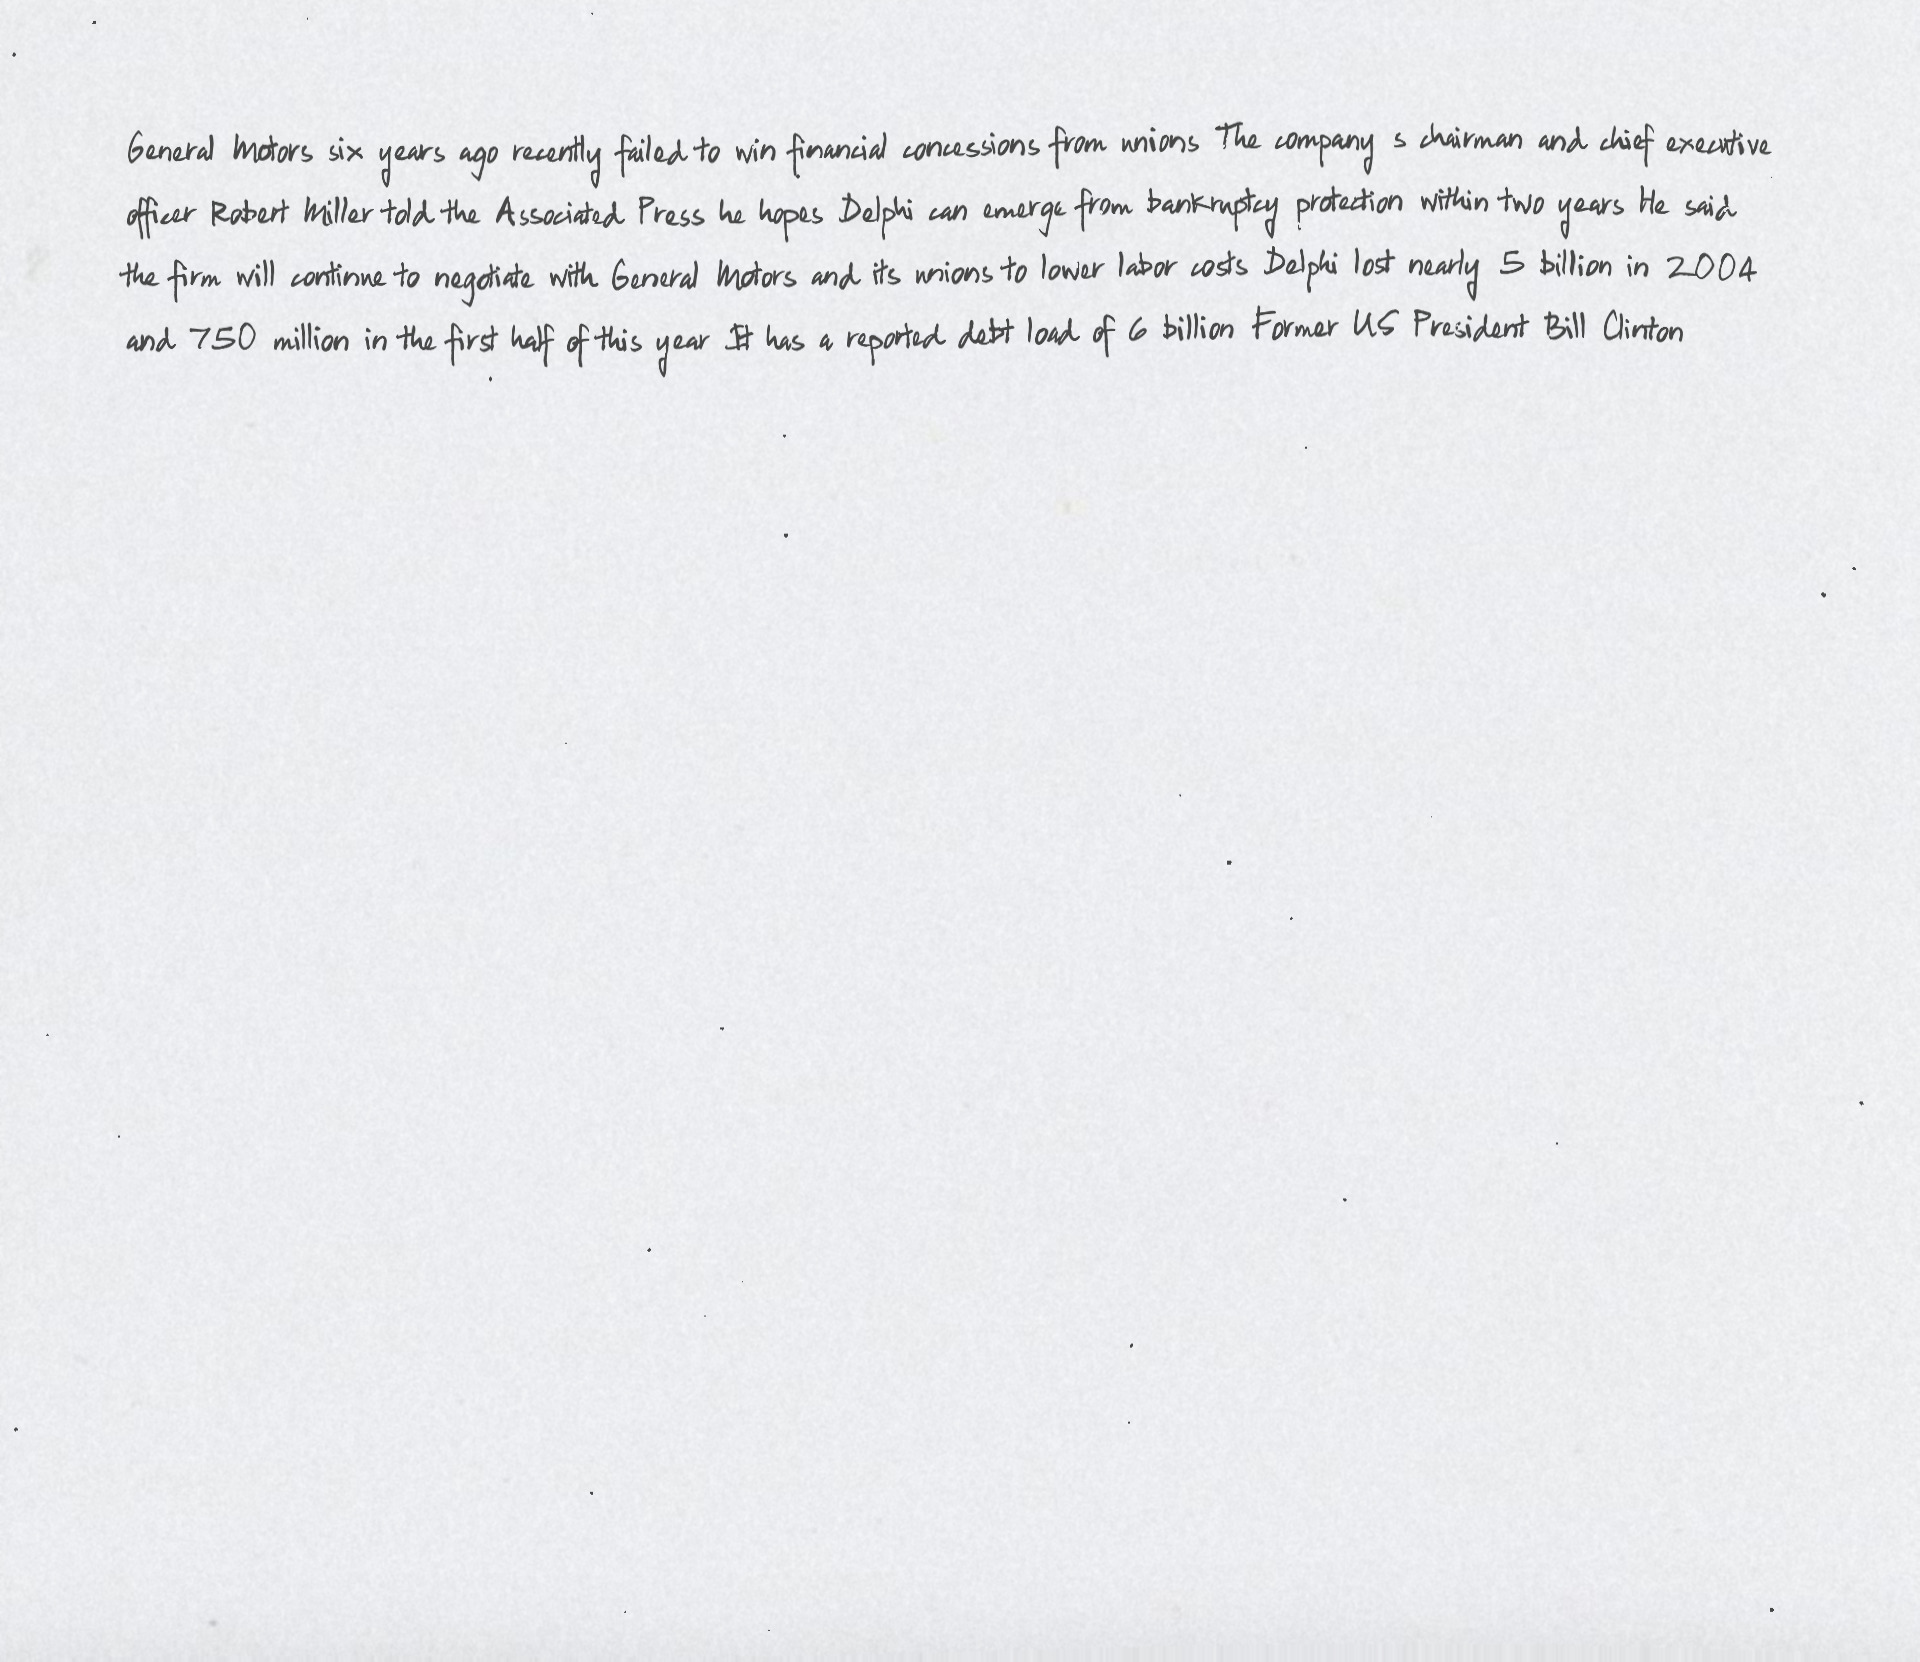 General Motors six years ago recently failed to win financial concessions from unions The company s chairman and chief executive
officer Robert Miller told the Associated Press he hopes Delphi can emerge from bankruptcy protection within two years He said
the firm will continue to negotiate with General Motors and its unions to lower labor costs Delphi lost nearly 5 billion in 2004
and 750 million in the first half of this year It has a reported debt load of 6 billion Former US President Bill Clinton